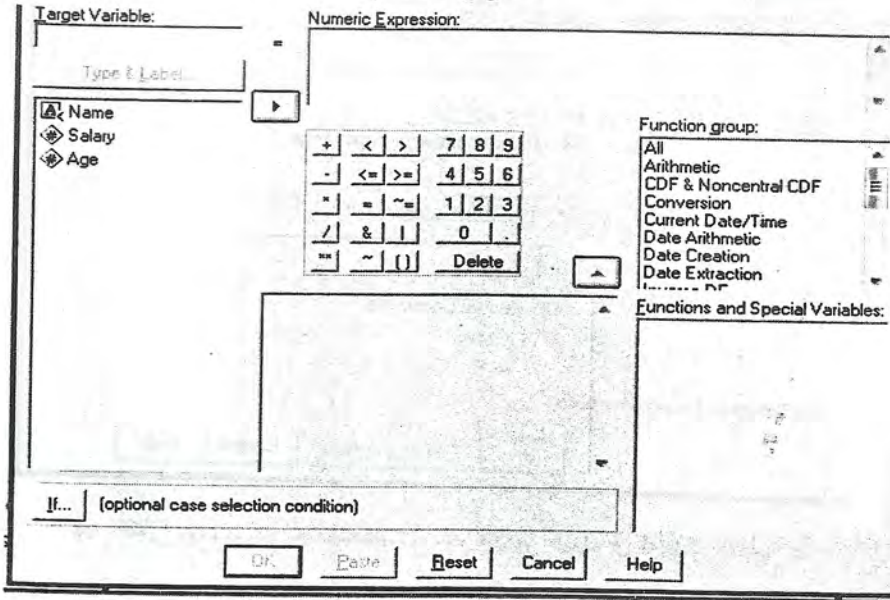 Target Variable:
Numeric Expression:
=
Type & Label...
Name
Salary
Age
+ < > 7 8 9
- <= >= 4 5 6
* = ~= 1 2 3
/ & | 0 .
** ~ () Delete
Function group:
All
Arithmetic
CDF & Noncentral CDF
Conversion
Current Date/Time
Date Arithmetic
Date Creation
Date Extraction
Functions and Special Variables:
If... (optional case selection condition)
OK Paste Reset Cancel Help